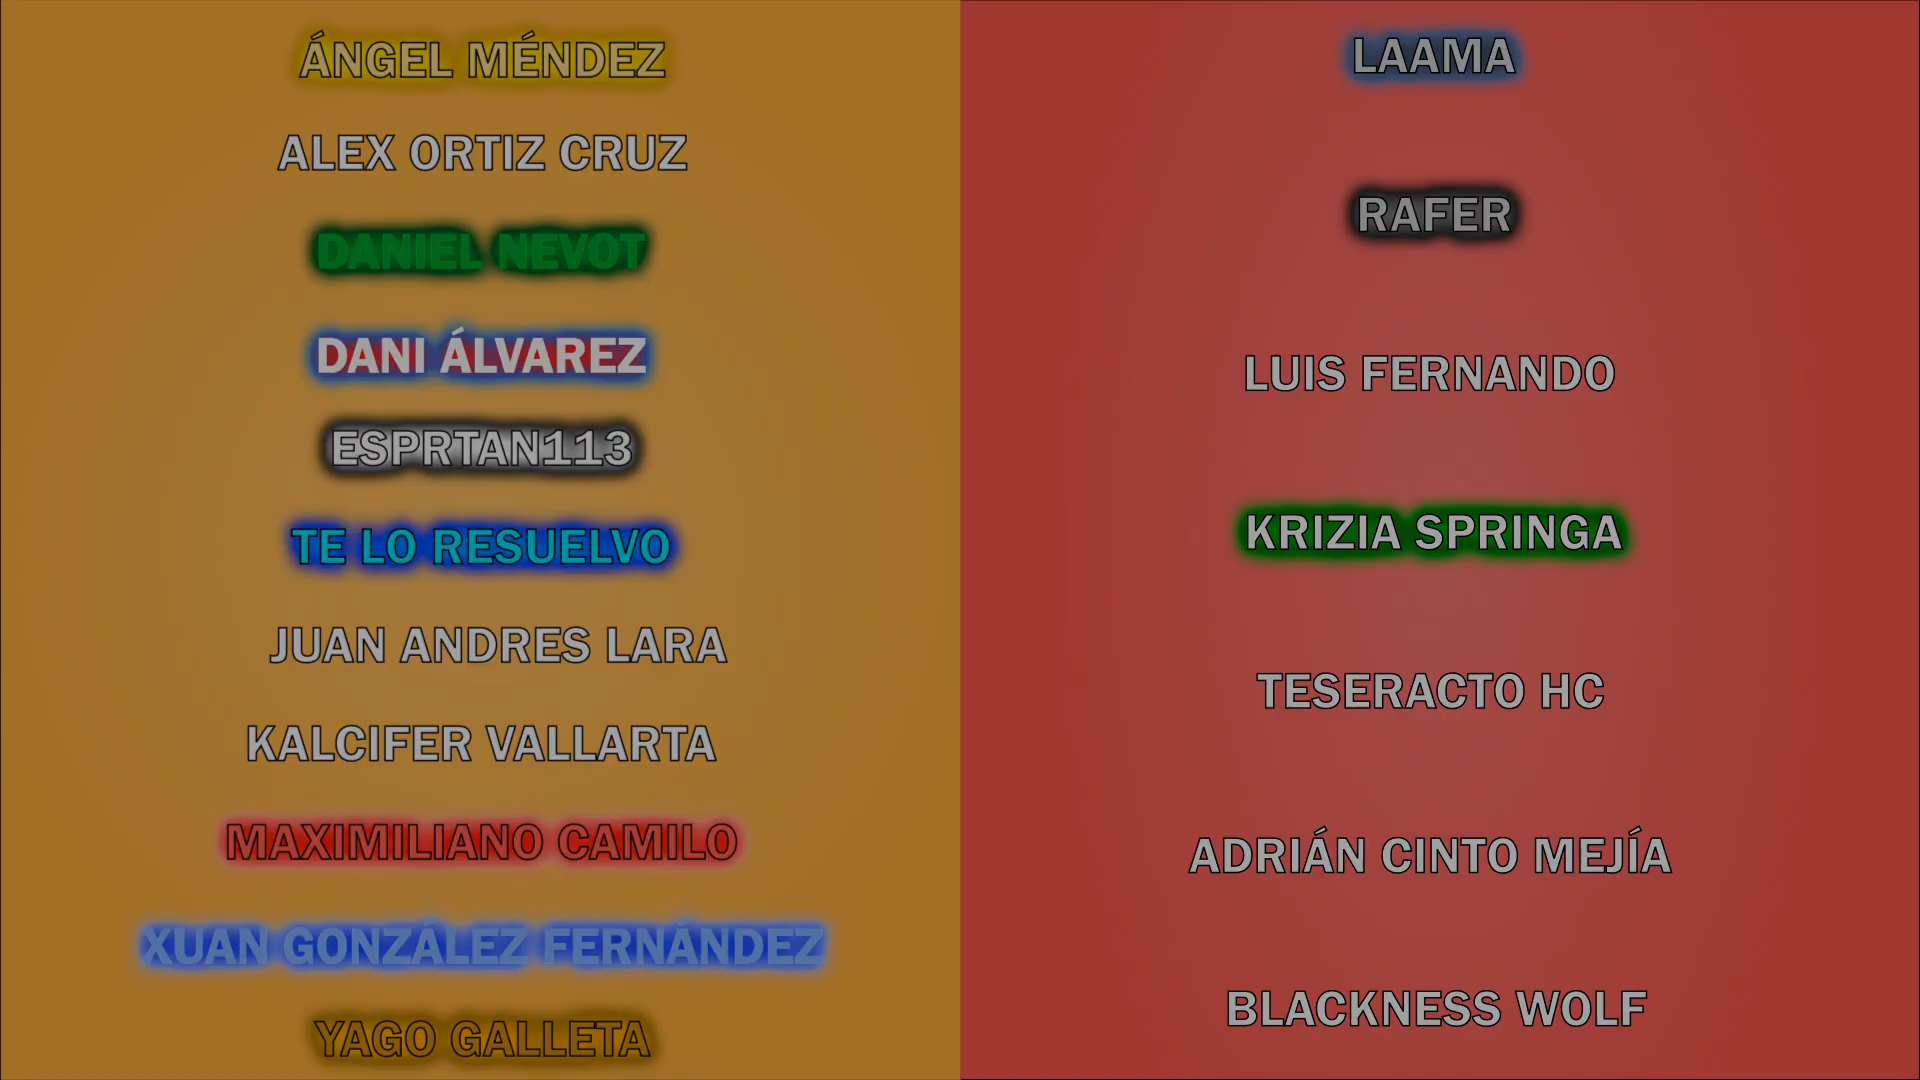 ÁNGEL MÉNDEZ
ALEX ORTIZ CRUZ
DANIEL NEVOT
DANI ÁLVAREZ
ESPRTAN113
TE LO RESUELVO
JUAN ANDRES LARA
KALCIFER VALLARTA
MAXIMILIANO CAMILO
XUAN GONZÁLEZ FERNÁNDEZ
YAGO GALLETA
LAAMA
RAFER
LUIS FERNANDO
KRIZIA SPRINGA
TESERACTO HC
ADRIÁN CINTO MEJÍA
BLACKNESS WOLF